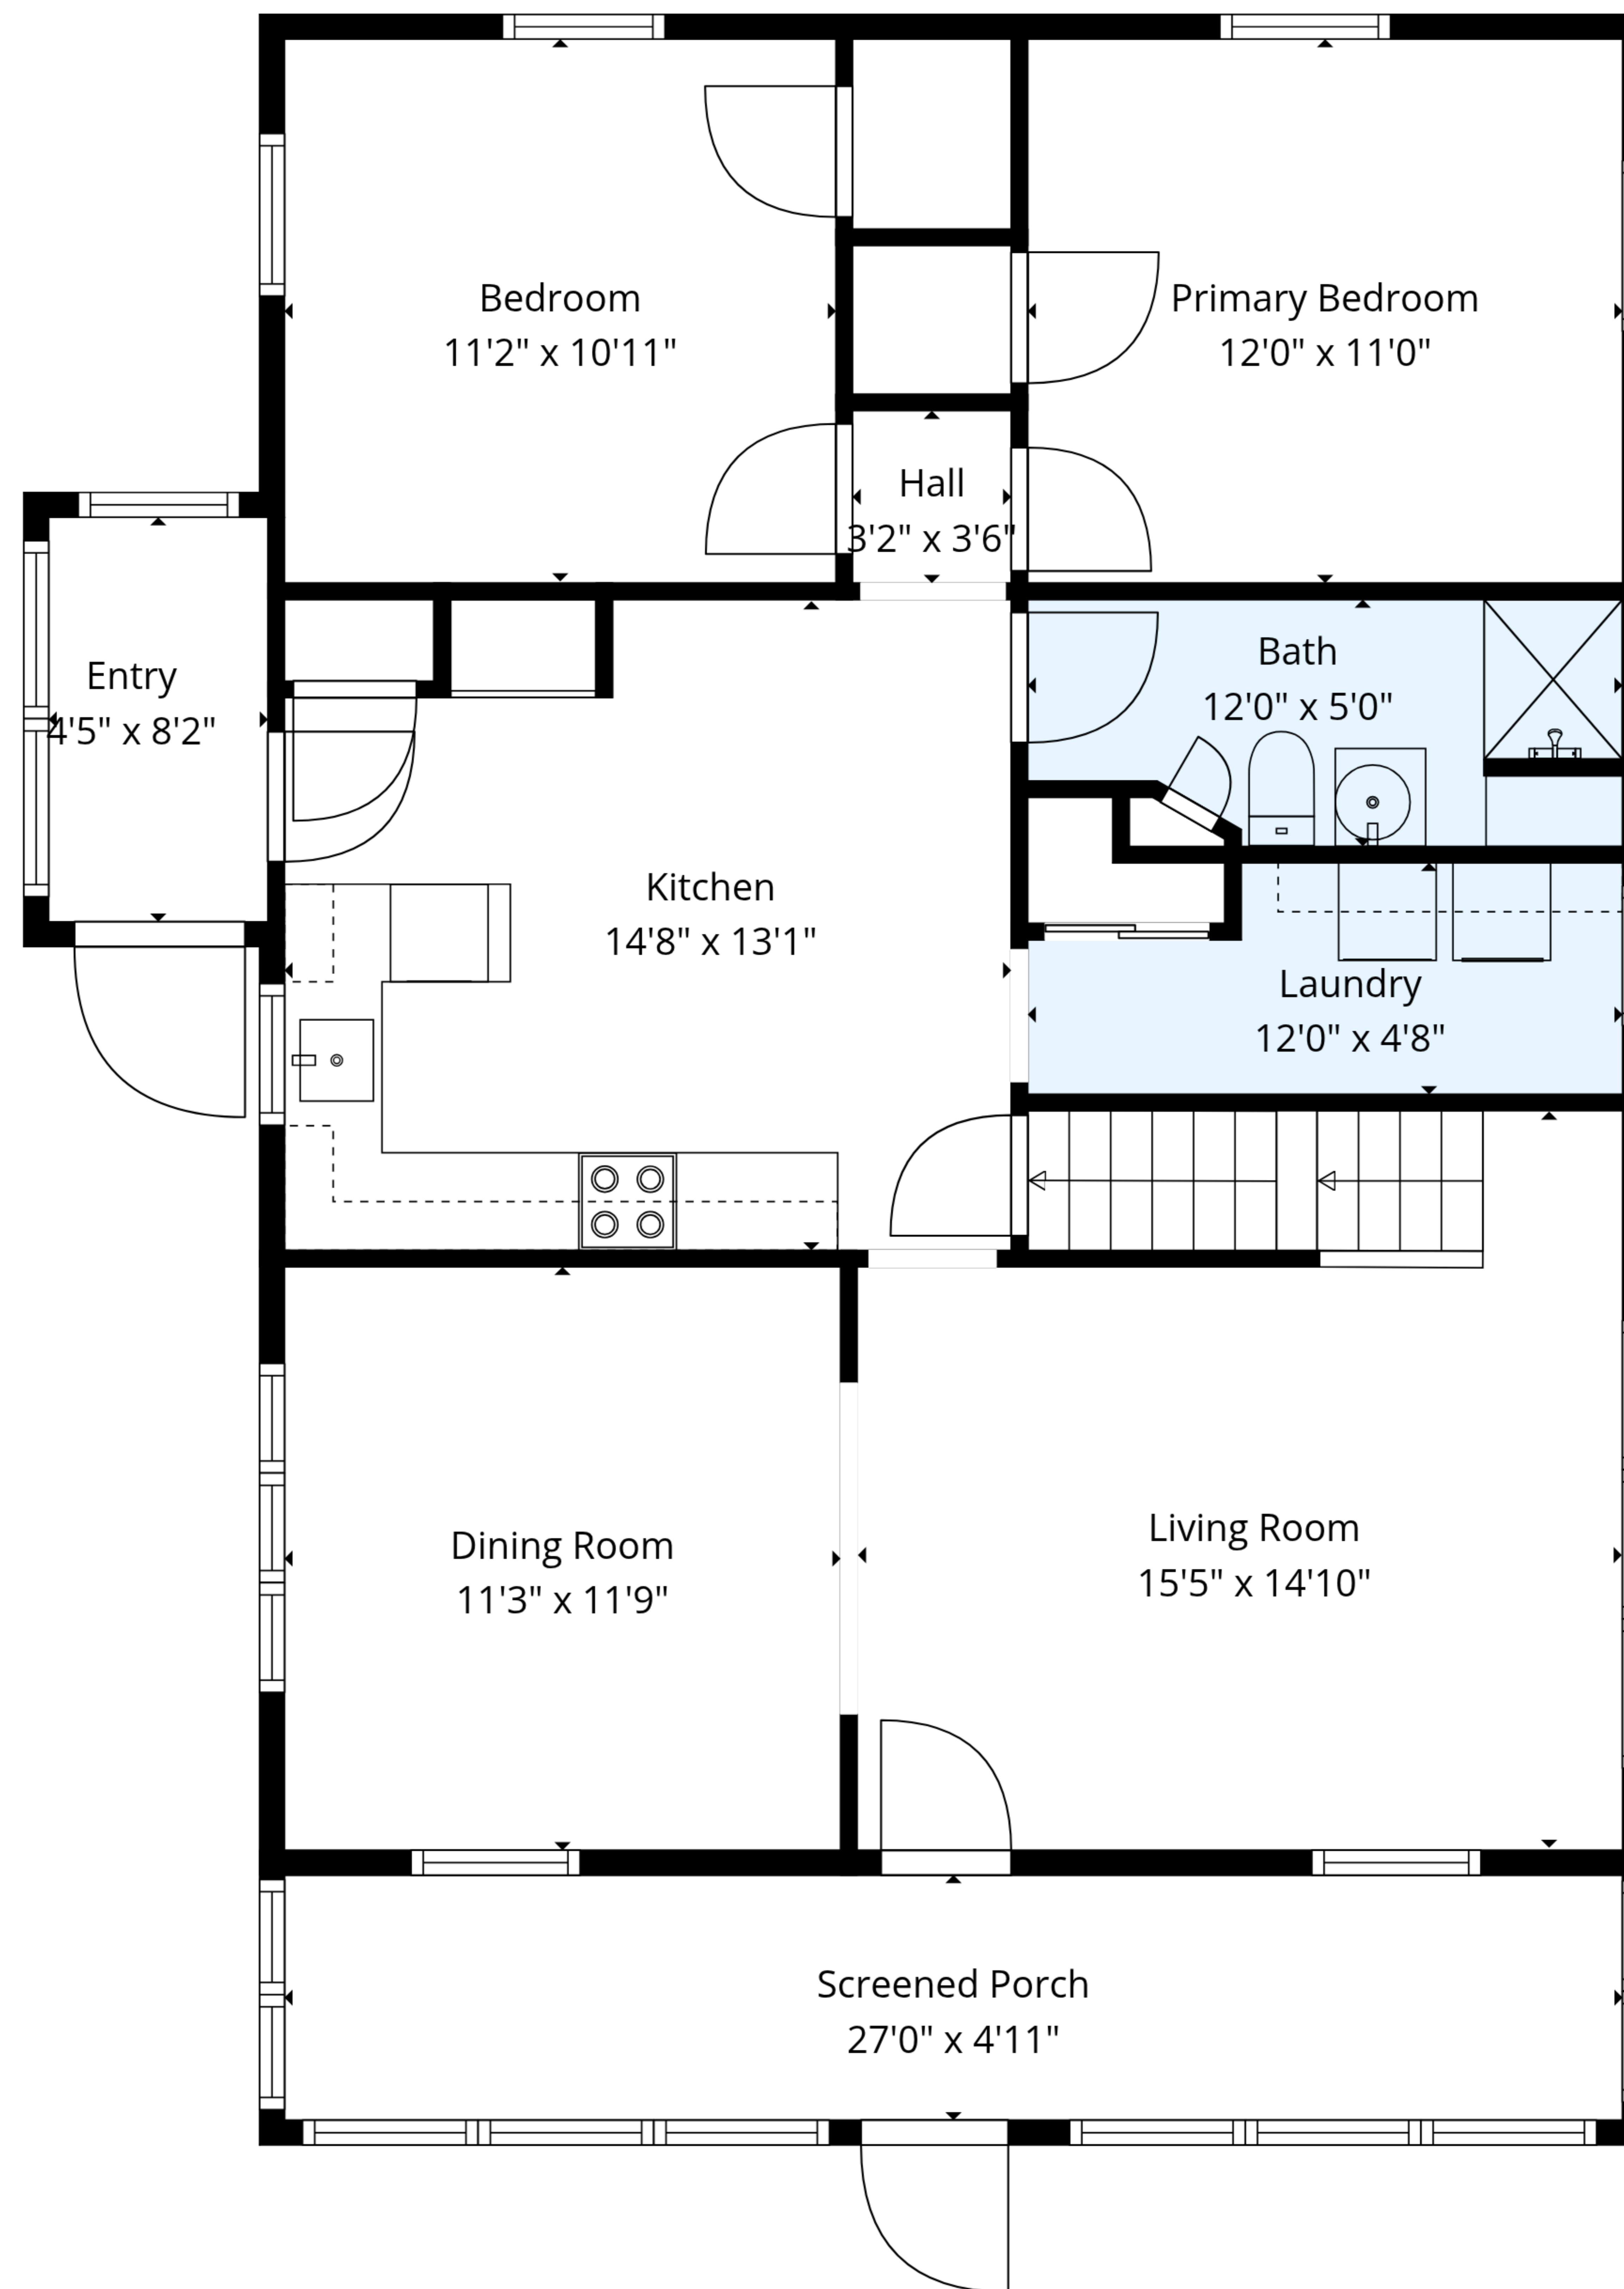 Bedroom
11'2" x 10'11"
Primary Bedroom
12'0" x 11'0"
Hall
3'2" x 3'6"
Entry
4'5" x 8'2"
Bath
12'0" x 5'0"
Kitchen
14'8" x 13'1"
Laundry
12'0" x 4'8"
Dining Room
11'3" x 11'9"
Living Room
15'5" x 14'10"
Screened Porch
27'0" x 4'11"